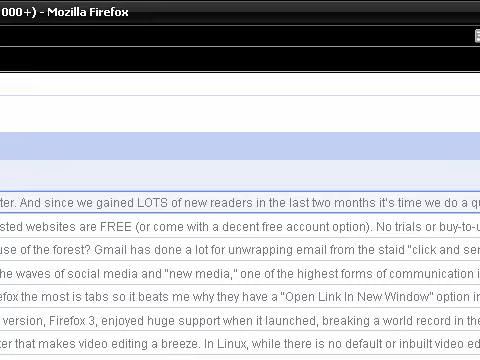 000+) - Mozilla Firefox
ter. And since we gained LOTS of new readers in the last two months it's time we do a qu
sted websites are FREE (or come with a decent free account option). No trials or buy-to-u
use of the forest? Gmail has done a lot for unwrapping email from the staid "click and sen
he waves of social media and "new media," one of the highest forms of communication i
efox the most is tabs so it beats me why they have a "Open Link In New Window" option in
version, Firefox 3, enjoyed huge support when it launched, breaking a world record in the
ter that makes video editing a breeze. In Linux, while there is no default or inbuilt video ed